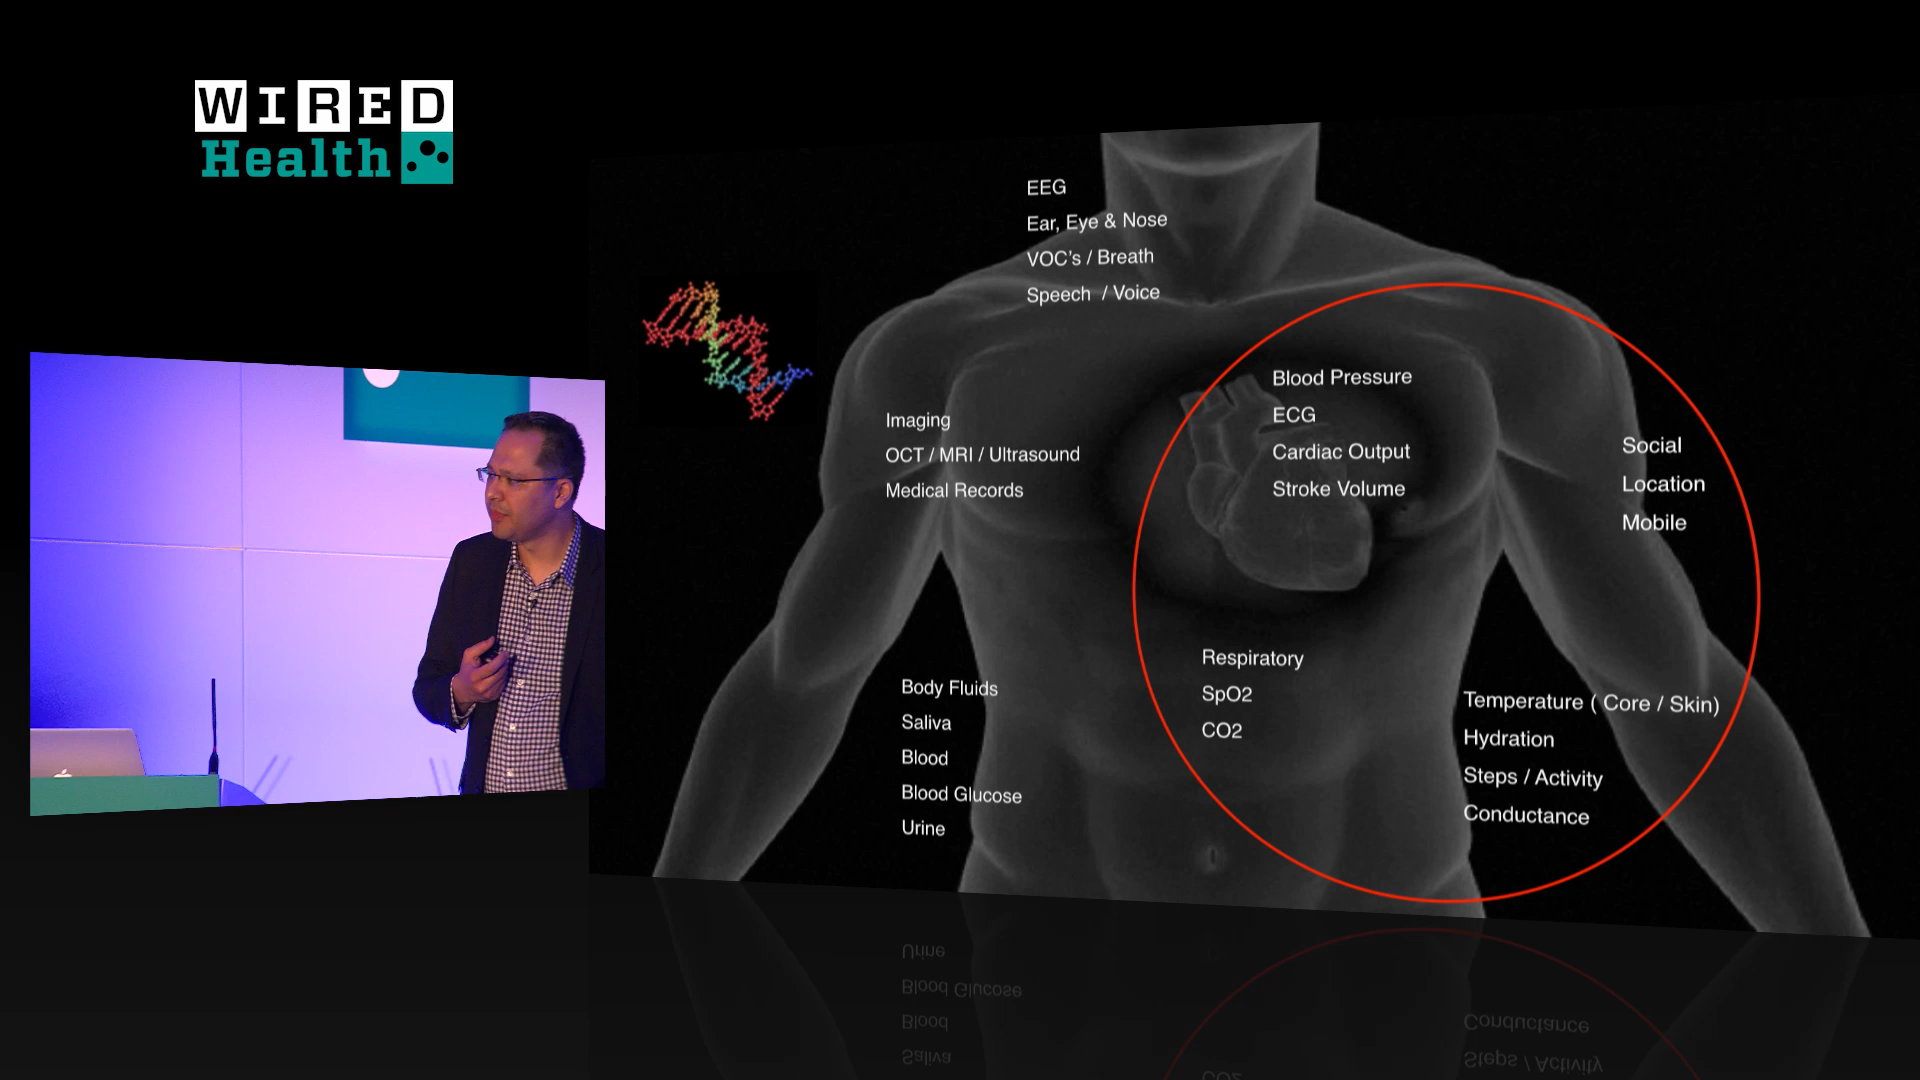 WIRED
Health
EEG
Ear, Eye & Nose
VOC's / Breath
Speech / Voice
Imaging
OCT / MRI / Ultrasound
Medical Records
Blood Pressure
ECG
Cardiac Output
Stroke Volume
Social
Location
Mobile
Body Fluids
Saliva
Blood
Blood Glucose
Urine
Respiratory
SpO2
CO2
Temperature ( Core / Skin)
Hydration
Steps / Activity
Conductance